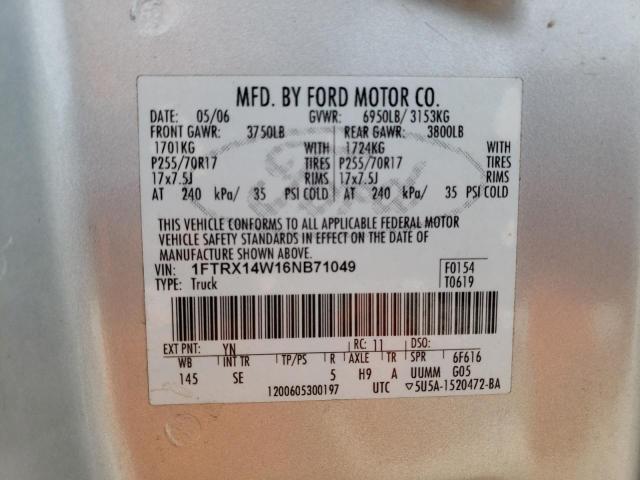 MFD. BY FORD MOTOR CO.
DATE: 05/06 GVWR: 6950LB/ 3153KG
FRONT GAWR: 3750LB REAR GAWR: 3800LB
1701KG WITH 1724KG WITH
P255/70R17 TIRES P255/70R17 TIRES
17x7.5J RIMS 17x7.5J RIMS
AT 240 kPa/ 35 PSI COLD AT 240 kPa/ 35 PSI COLD
THIS VEHICLE CONFORMS TO ALL APPLICABLE FEDERAL MOTOR
VEHICLE SAFETY STANDARDS IN EFFECT ON THE DATE OF
MANUFACTURE SHOWN ABOVE.
VIN: 1FTRX14W16NB71049 F0154
TYPE: Truck T0619
EXT PNT: YN RC: 11 DSO:
WB INT TR TP/PS R AXLE TR SPR 6F616
145 SE 5 H9 A UUMM G05
1200605300197 UTC ▽5U5A-1520472-BA